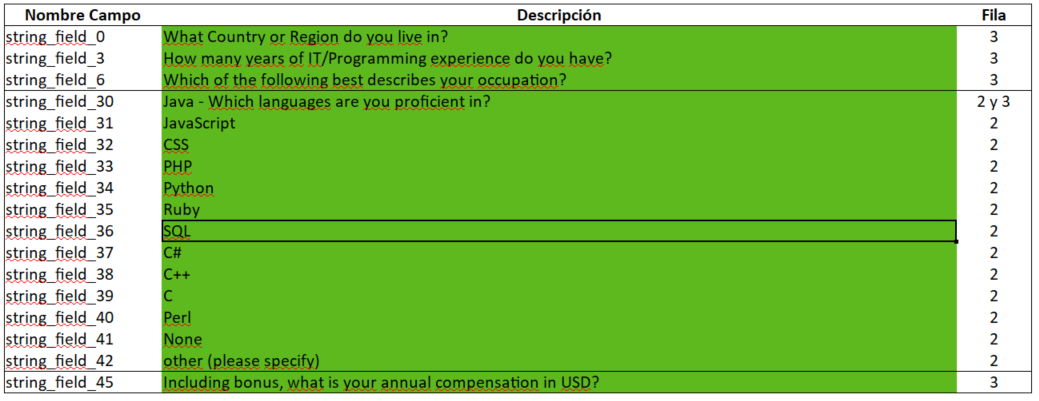 Nombre Campo Descripción Fila
string_field_0 What Country or Region do you live in? 3
string_field_3 How many years of IT/Programming experience do you have? 3
string_field_6 Which of the following best describes your occupation? 3
string_field_30 Java - Which languages are you proficient in? 2 y 3
string_field_31 JavaScript 2
string_field_32 CSS 2
string_field_33 PHP 2
string_field_34 Python 2
string_field_35 Ruby 2
string_field_36 SQL 2
string_field_37 C# 2
string_field_38 C++ 2
string_field_39 C 2
string_field_40 Perl 2
string_field_41 None 2
string_field_42 other (please specify) 2
string_field_45 Including bonus, what is your annual compensation in USD? 3